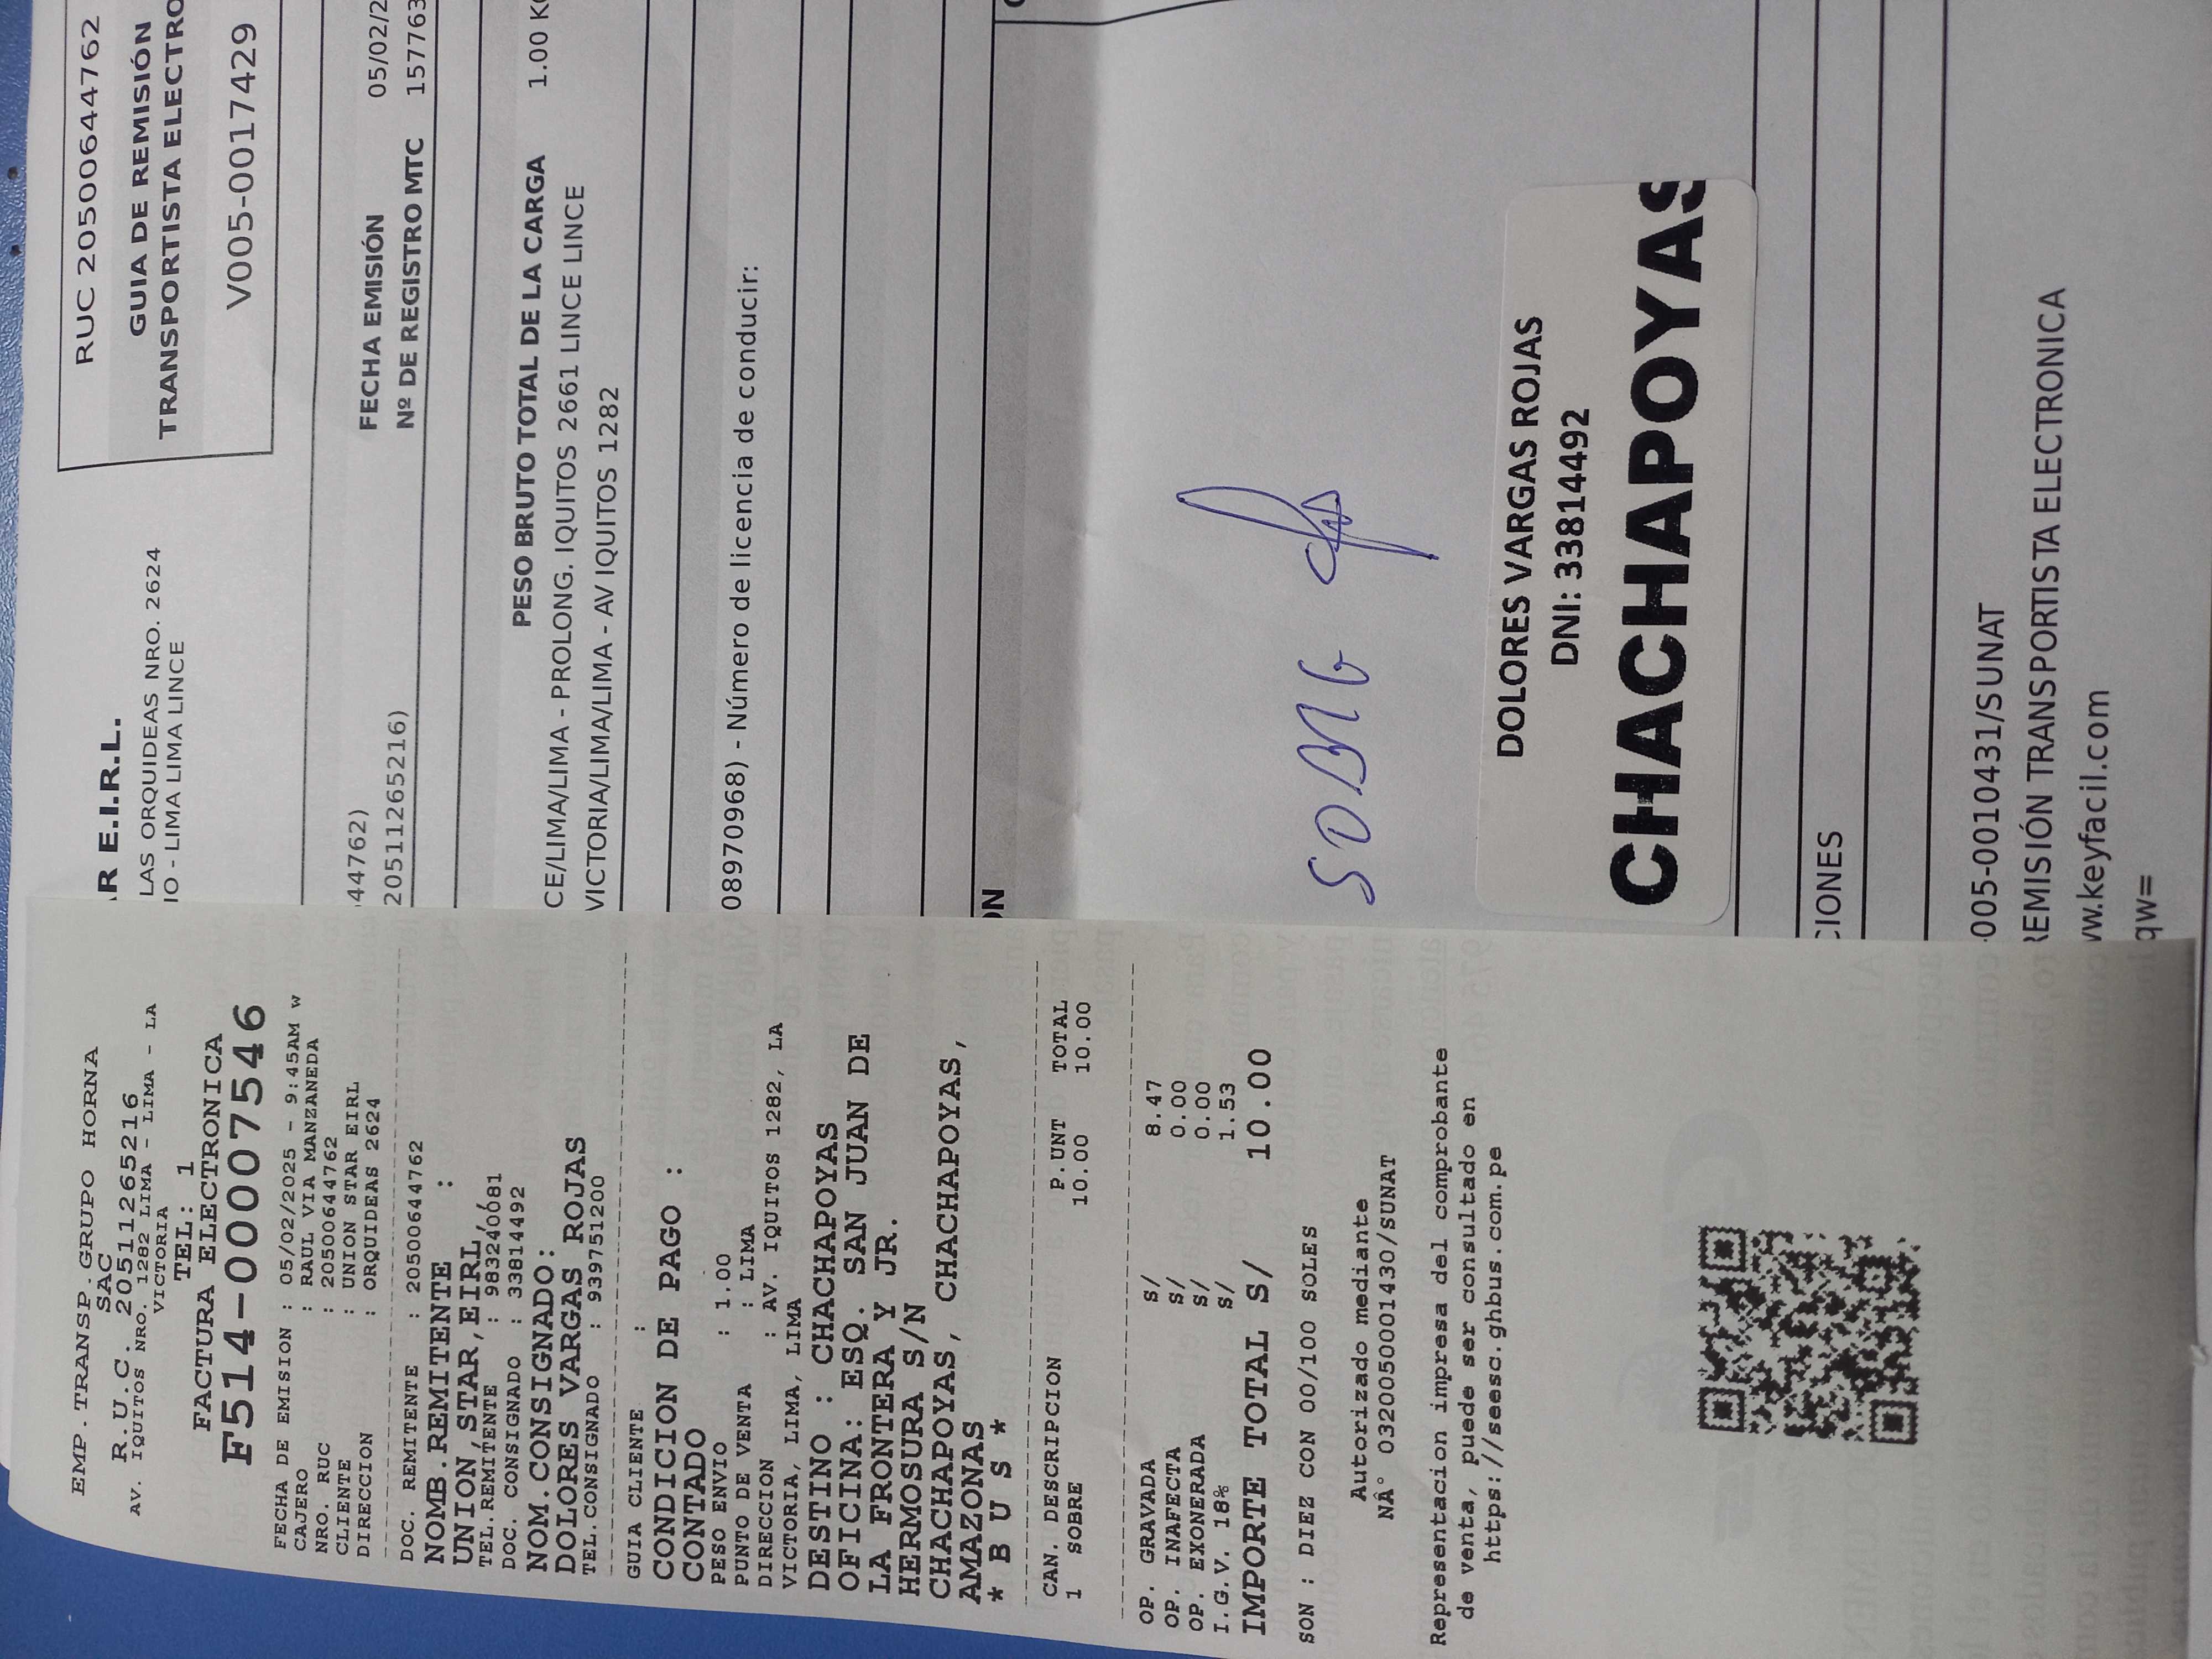 EMP.TRANSP.GRUPO HORNA
SAC
R.U.C. 20511265216
AV. IQUITOS NRO. 1282 LIMA - LIMA - LA
VICTORIA
TEL: 1
FACTURA ELECTRONICA
F514-00007546
FECHA DE EMISION : 05/02/2025 - 9:45AM W
CAJERO : RAUL VIA MANZANEDA
NRO. RUC : 20500644762
CLIENTE : UNION STAR EIRL
DIRECCION : ORQUIDEAS 2624
DOC. REMITENTE : 20500644762
NOMB.REMITENTE :
UNION,STAR,EIRL,
TEL.REMITENTE : 983240081
DOC. CONSIGNADO : 33814492
NOM.CONSIGNADO:
DOLORES VARGAS ROJAS
TEL.CONSIGNADO : 939751200
GUIA CLIENTE :
CONDICION DE PAGO :
CONTADO
PESO ENVIO : 1.00
PUNTO DE VENTA : LIMA
DIRECCION : AV. IQUITOS 1282, LA
VICTORIA, LIMA, LIMA
DESTINO : CHACHAPOYAS
OFICINA: ESQ. SAN JUAN DE
LA FRONTERA Y JR.
HERMOSURA S/N
CHACHAPOYAS, CHACHAPOYAS,
AMAZONAS
* B U S *
CAN. DESCRIPCION P.UNT TOTAL
1 SOBRE 10.00 10.00
OP. GRAVADA S/ 8.47
OP. INAFECTA S/ 0.00
OP. EXONERADA S/ 0.00
I.G.V. 18% S/ 1.53
IMPORTE TOTAL S/ 10.00
SON : DIEZ CON 00/100 SOLES
Autorizado mediante
NÂ° 0320050001430/SUNAT
Representacion impresa del comprobante
de venta, puede ser consultado en
https://seesc.ghbus.com.pe
R E.I.R.L.
LAS ORQUIDEAS NRO. 2624
IO - LIMA LIMA LINCE
RUC 20500644762
GUIA DE REMISIÓN
TRANSPORTISTA ELECTRO
V005-0017429
44762) FECHA EMISIÓN 05/02/2
20511265216) Nº DE REGISTRO MTC 157763
PESO BRUTO TOTAL DE LA CARGA 1.00 K
CE/LIMA/LIMA - PROLONG. IQUITOS 2661 LINCE LINCE
VICTORIA/LIMA/LIMA - AV IQUITOS 1282
08970968) - Número de licencia de conducir:
ON
DOLORES VARGAS ROJAS
DNI: 33814492
CHACHAPOYAS
CIONES
005-0010431/SUNAT
REMISIÓN TRANSPORTISTA ELECTRONICA
w.keyfacil.com
qw=